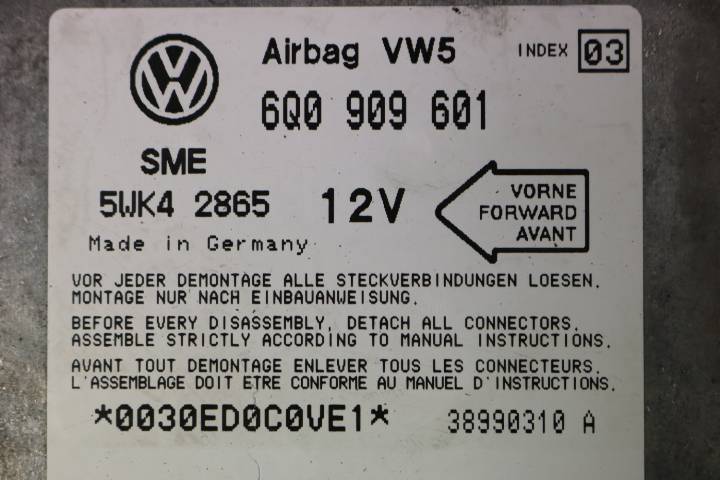 VW
Airbag VW5
INDEX 03
6Q0 909 601
SME
5WK4 2865
12V
VORNE
FORWARD
AVANT
Made in Germany
VOR JEDER DEMONTAGE ALLE STECKVERBINDUNGEN LOESEN.
MONTAGE NUR NACH EINBAUANWEISUNG.
BEFORE EVERY DISASSEMBLY, DETACH ALL CONNECTORS.
ASSEMBLE STRICTLY ACCORDING TO MANUAL INSTRUCTIONS.
AVANT TOUT DEMONTAGE ENLEVER TOUS LES CONNECTEURS.
L'ASSEMBLAGE DOIT ETRE CONFORME AU MANUEL D'INSTRUCTIONS.
*0030ED0C0VE1*
38990310 A